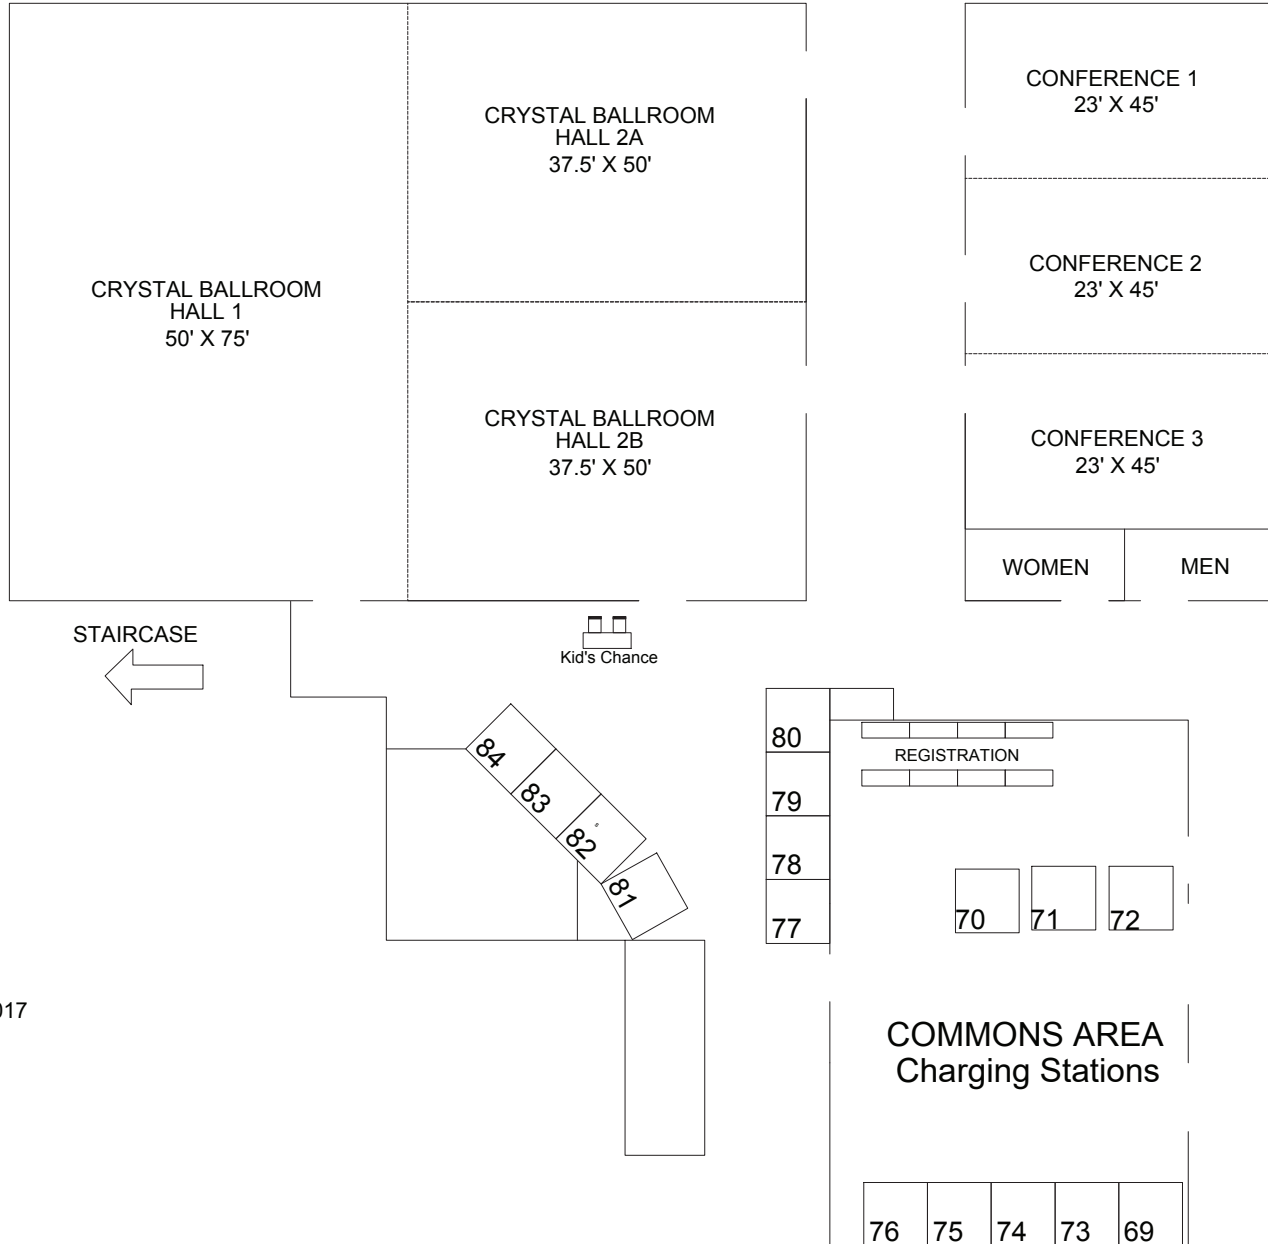 CRYSTAL BALLROOM
HALL 1
50' X 75'
CRYSTAL BALLROOM
HALL 2A
37.5' X 50'
CRYSTAL BALLROOM
HALL 2B
37.5' X 50'
CONFERENCE 1
23' X 45'
CONFERENCE 2
23' X 45'
CONFERENCE 3
23' X 45'
WOMEN
MEN
STAIRCASE
Kid's Chance
84
83
82
81
80
79
78
77
REGISTRATION
70
71
72
017
COMMONS AREA
Charging Stations
76
75
74
73
69